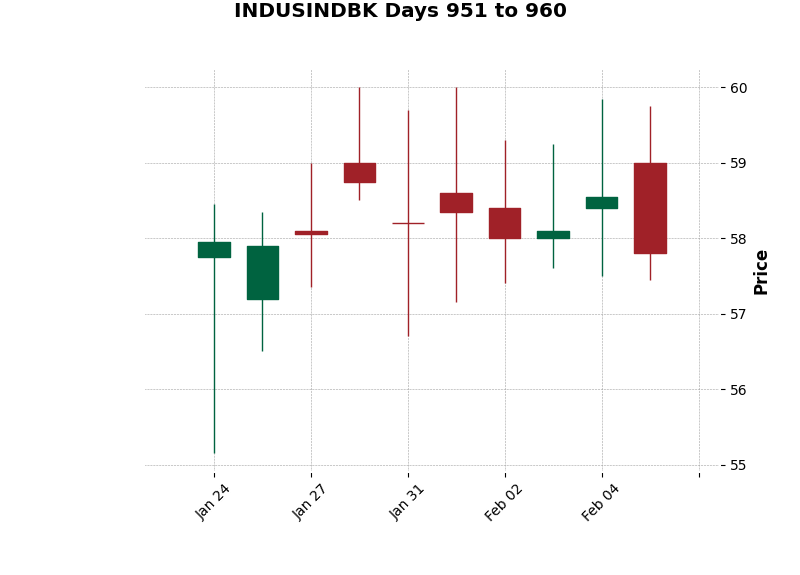 INDUSINDBK Days 951 to 960
60
59
58
57
56
55
Price
Jan 24
Jan 27
Jan 31
Feb 02
Feb 04